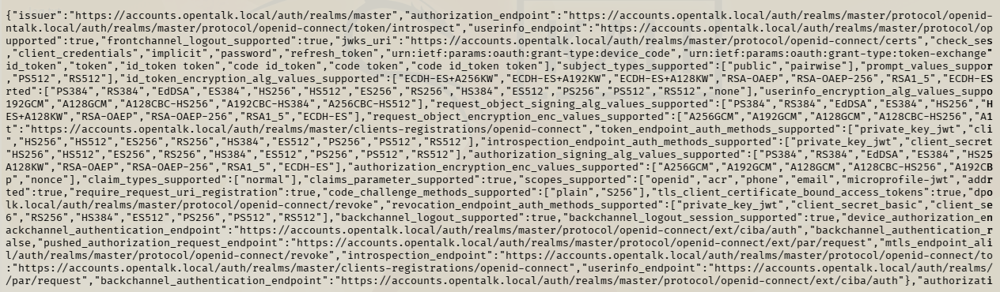 {"issuer":"https://accounts.opentalk.local/auth/realms/master","authorization_endpoint":"https://accounts.opentalk.local/auth/realms/master/protocol/openid-
ntalk.local/auth/realms/master/protocol/openid-connect/token/introspect","userinfo_endpoint":"https://accounts.opentalk.local/auth/realms/master/protocol/op
upported":true,"frontchannel_logout_supported":true,"jwks_uri":"https://accounts.opentalk.local/auth/realms/master/protocol/openid-connect/certs","check_ses
,"client_credentials","implicit","password","refresh_token","urn:ietf:params:oauth:grant-type:device_code","urn:ietf:params:oauth:grant-type:token-exchange"
id_token","token","id_token token","code id_token","code token","code id_token token"],"subject_types_supported":["public","pairwise"],"prompt_values_suppor
,"PS512","RS512"],"id_token_encryption_alg_values_supported":["ECDH-ES+A256KW","ECDH-ES+A192KW","ECDH-ES+A128KW","RSA-OAEP","RSA-OAEP-256","RSA1_5","ECDH-ES
rted":["PS384","RS384","EdDSA","ES384","HS256","HS512","ES256","RS256","HS384","ES512","PS256","PS512","RS512","none"],"userinfo_encryption_alg_values_suppo
192GCM","A128GCM","A128CBC-HS256","A192CBC-HS384","A256CBC-HS512"],"request_object_signing_alg_values_supported":["PS384","RS384","EdDSA","ES384","HS256","H
ES+A128KW","RSA-OAEP","RSA-OAEP-256","RSA1_5","ECDH-ES"],"request_object_encryption_enc_values_supported":["A256GCM","A192GCM","A128GCM","A128CBC-HS256","A1
t":"https://accounts.opentalk.local/auth/realms/master/clients-registrations/openid-connect","token_endpoint_auth_methods_supported":["private_key_jwt","cli
","HS256","HS512","ES256","RS256","HS384","ES512","PS256","PS512","RS512"],"introspection_endpoint_auth_methods_supported":["private_key_jwt","client_secret
"HS256","HS512","ES256","RS256","HS384","ES512","PS256","PS512","RS512"],"authorization_signing_alg_values_supported":["PS384","RS384","EdDSA","ES384","HS25
A128KW","RSA-OAEP","RSA-OAEP-256","RSA1_5","ECDH-ES"],"authorization_encryption_enc_values_supported":["A256GCM","A192GCM","A128GCM","A128CBC-HS256","A192CB
p","nonce"],"claim_types_supported":["normal"],"claims_parameter_supported":true,"scopes_supported":["openid","acr","phone","email","microprofile-jwt","addr
ted":true,"require_request_uri_registration":true,"code_challenge_methods_supported":["plain","S256"],"tls_client_certificate_bound_access_tokens":true,"dpo
lk.local/auth/realms/master/protocol/openid-connect/revoke","revocation_endpoint_auth_methods_supported":["private_key_jwt","client_secret_basic","client_se
6","RS256","HS384","ES512","PS256","PS512","RS512"],"backchannel_logout_supported":true,"backchannel_logout_session_supported":true,"device_authorization_en
ackchannel_authentication_endpoint":"https://accounts.opentalk.local/auth/realms/master/protocol/openid-connect/ext/ciba/auth","backchannel_authentication_r
alse,"pushed_authorization_request_endpoint":"https://accounts.opentalk.local/auth/realms/master/protocol/openid-connect/ext/par/request","mtls_endpoint_ali
l/auth/realms/master/protocol/openid-connect/revoke","introspection_endpoint":"https://accounts.opentalk.local/auth/realms/master/protocol/openid-connect/to
:"https://accounts.opentalk.local/auth/realms/master/clients-registrations/openid-connect","userinfo_endpoint":"https://accounts.opentalk.local/auth/realms/
/par/request","backchannel_authentication_endpoint":"https://accounts.opentalk.local/auth/realms/master/protocol/openid-connect/ext/ciba/auth"},"authorizati